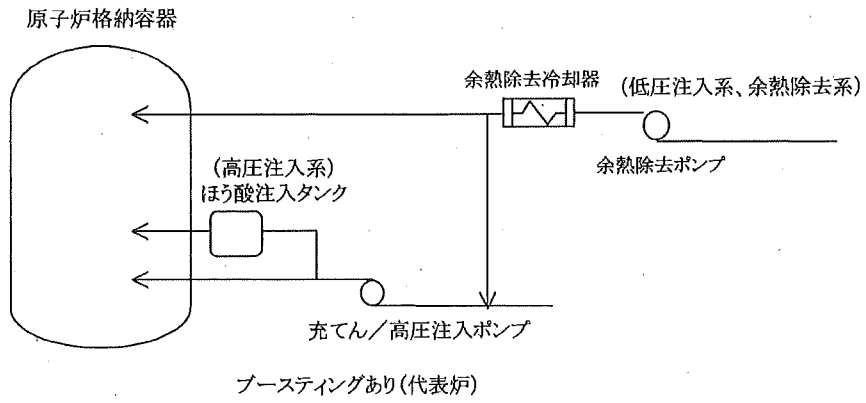 原子炉格納容器
余熱除去冷却器
(低圧注入系、余熱除去系)
余熱除去ポンプ
(高圧注入系)
ほう酸注入タンク
充てん/高圧注入ポンプ
ブースティングあり(代表炉)